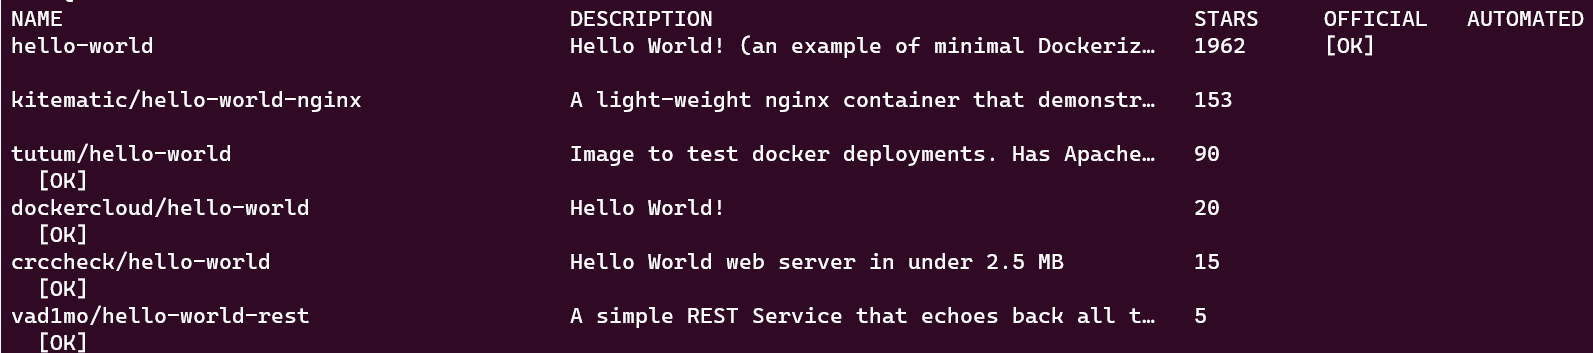 NAME DESCRIPTION STARS OFFICIAL AUTOMATED
hello-world Hello World! (an example of minimal Dockeriz… 1962 [OK]
kitematic/hello-world-nginx A light-weight nginx container that demonstr… 153
tutum/hello-world Image to test docker deployments. Has Apache… 90
[OK]
dockercloud/hello-world Hello World! 20
[OK]
crccheck/hello-world Hello World web server in under 2.5 MB 15
[OK]
vad1mo/hello-world-rest A simple REST Service that echoes back all t… 5
[OK]